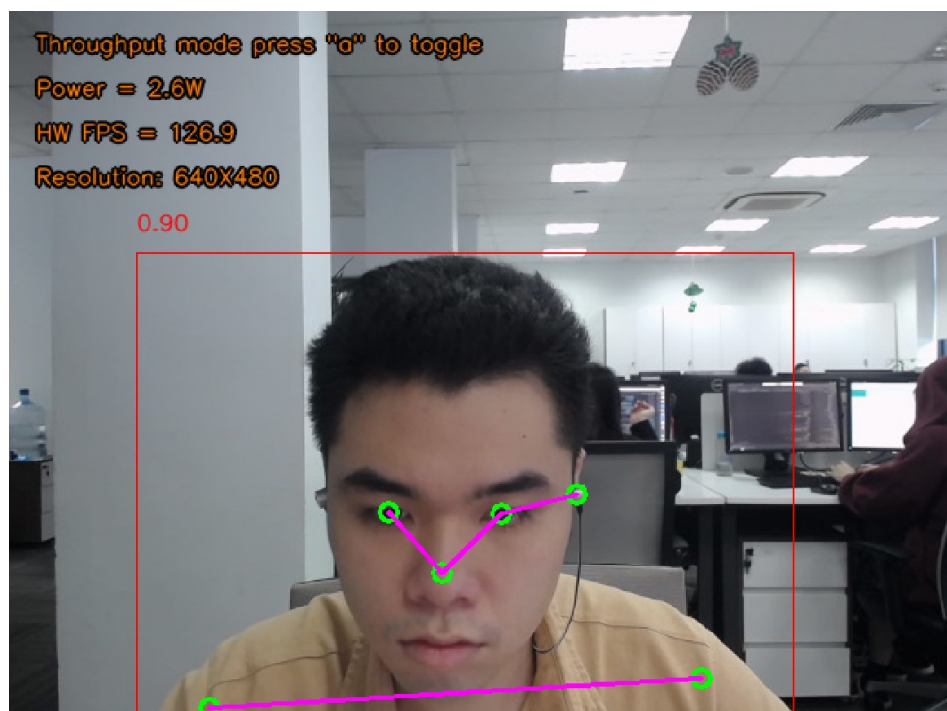 Throughput mode press "a" to toggle
Power = 2.6W
HW FPS = 126.9
Resolution: 640X480
0.90